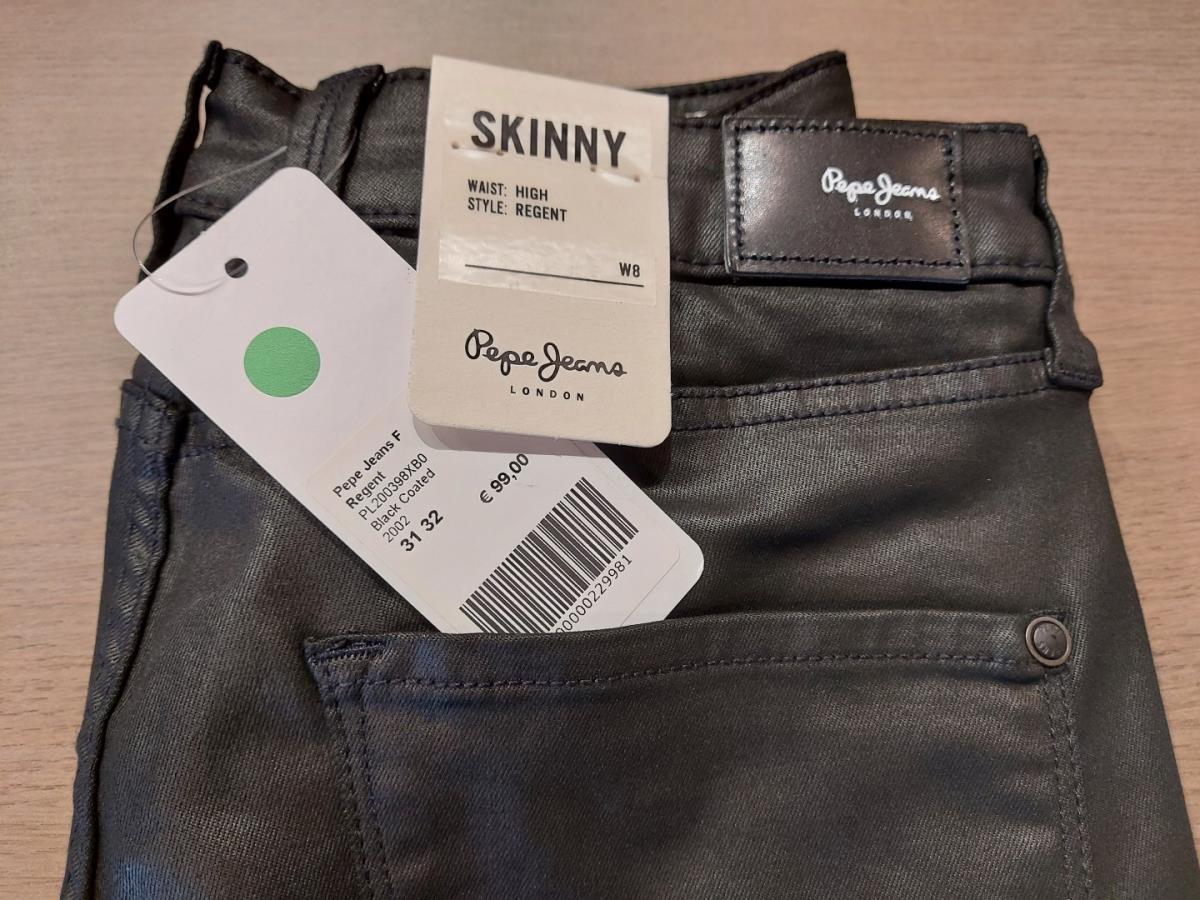 SKINNY
WAIST: HIGH
STYLE: REGENT
W8
Pepe Jeans
LONDON
Pepe Jeans
LONDON
Pepe Jeans F
Regent
PL200398XB0
Black Coated
2002
31 32
€ 99,00
0000229981